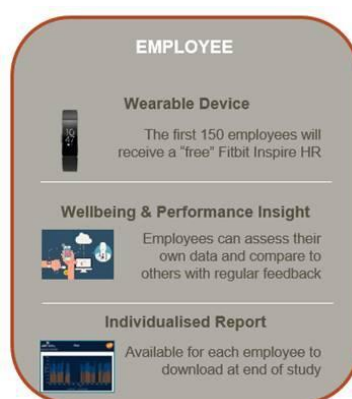 EMPLOYEE
Wearable Device
The first 150 employees will
receive a "free" Fitbit Inspire HR
Wellbeing & Performance Insight
Employees can assess their
own data and compare to
others with regular feedback
Individualised Report
Available for each employee to
download at end of study